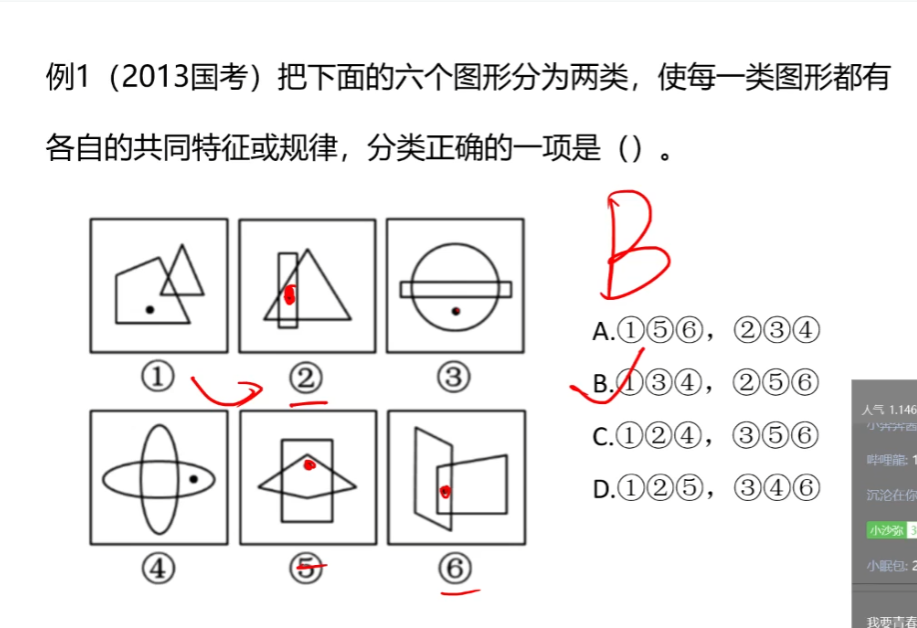 例1（2013国考）把下面的六个图形分为两类，使每一类图形都有
各自的共同特征或规律，分类正确的一项是（）。
B
① ② ③
④ ⑤ ⑥
A.①⑤⑥，②③④
B.①③④，②⑤⑥
C.①②④，③⑤⑥
D.①②⑤，③④⑥
人气 1.146
哔哩龍: 1
沉沦在你
小沙弥 3
小眠包: 2
我要青春